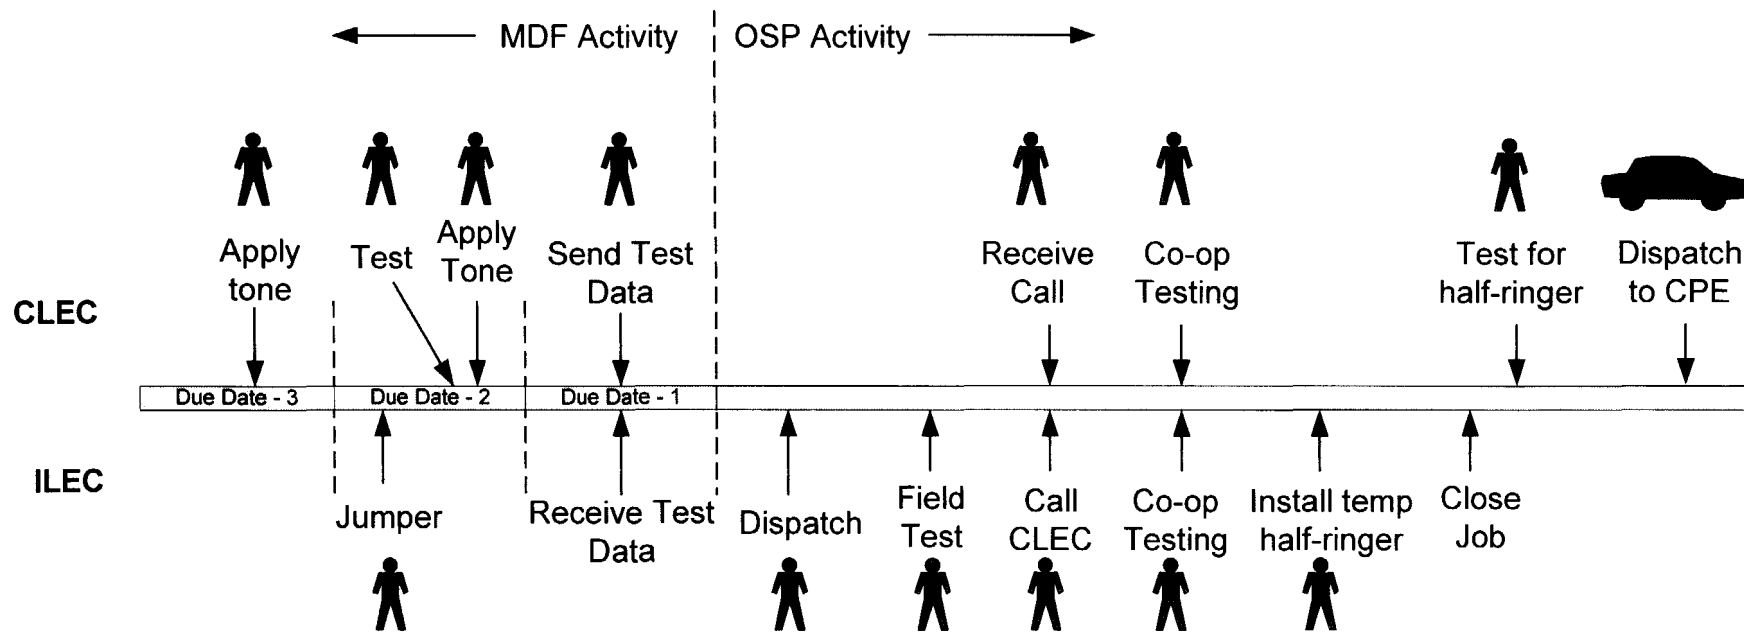 MDF Activity
OSP Activity
Apply
tone
Test
Apply
Tone
Send Test
Data
Receive
Call
Co-op
Testing
Test for
half-ringer
Dispatch
to CPE
CLEC
Due Date - 3
Due Date - 2
Due Date - 1
ILEC
Jumper
Receive Test
Data
Dispatch
Field
Test
Call
CLEC
Co-op
Testing
Install temp
half-ringer
Close
Job